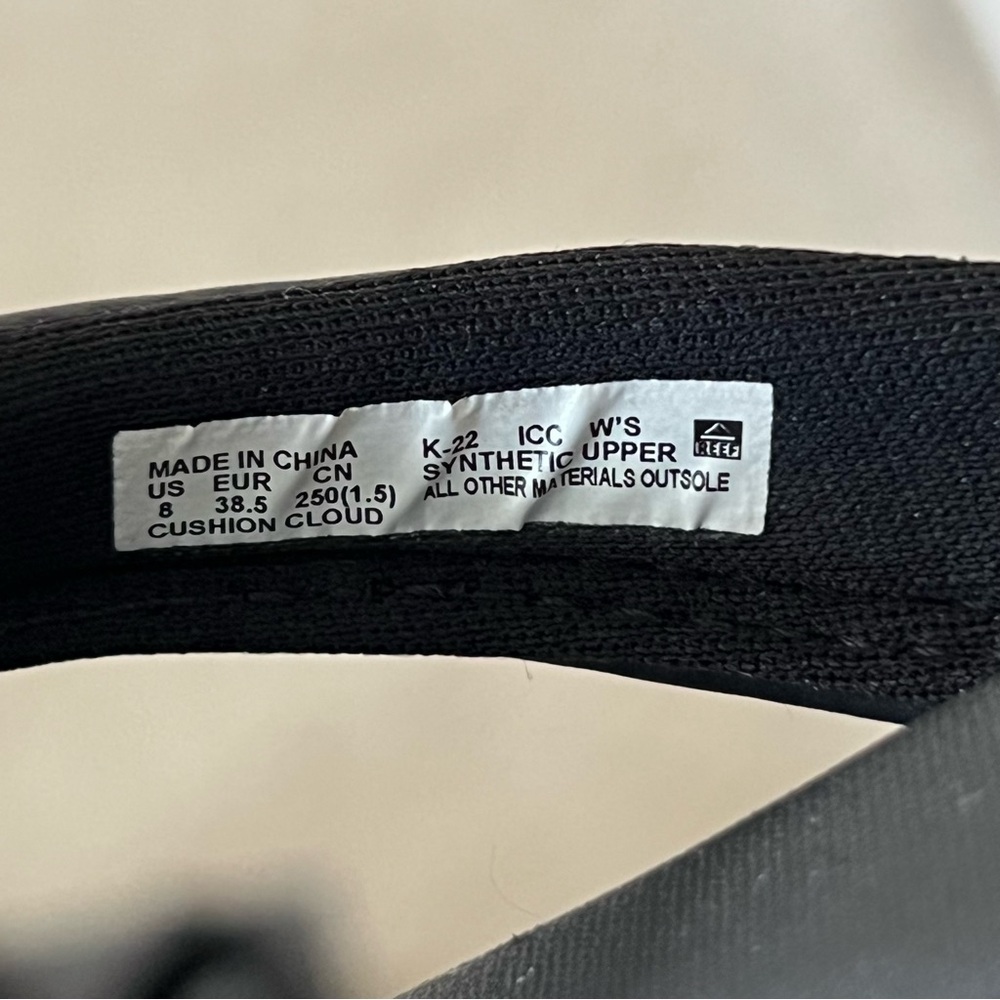 MADE IN CHINA
US EUR CN
8 38.5 250(1.5)
CUSHION CLOUD
K-22 ICC W'S
SYNTHETIC UPPER
ALL OTHER MATERIALS OUTSOLE
REEF